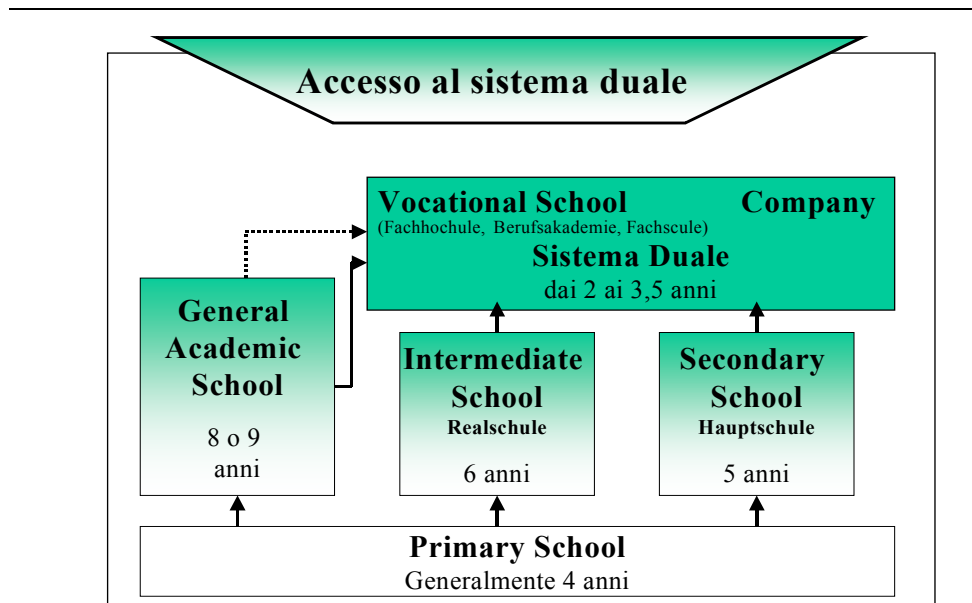 Accesso al sistema duale
Vocational School Company
(Fachhochule, Berufsakademie, Fachscule)
Sistema Duale
dai 2 ai 3,5 anni
General
Academic
School
8 o 9
anni
Intermediate
School
Realschule
6 anni
Secondary
School
Hauptschule
5 anni
Primary School
Generalmente 4 anni